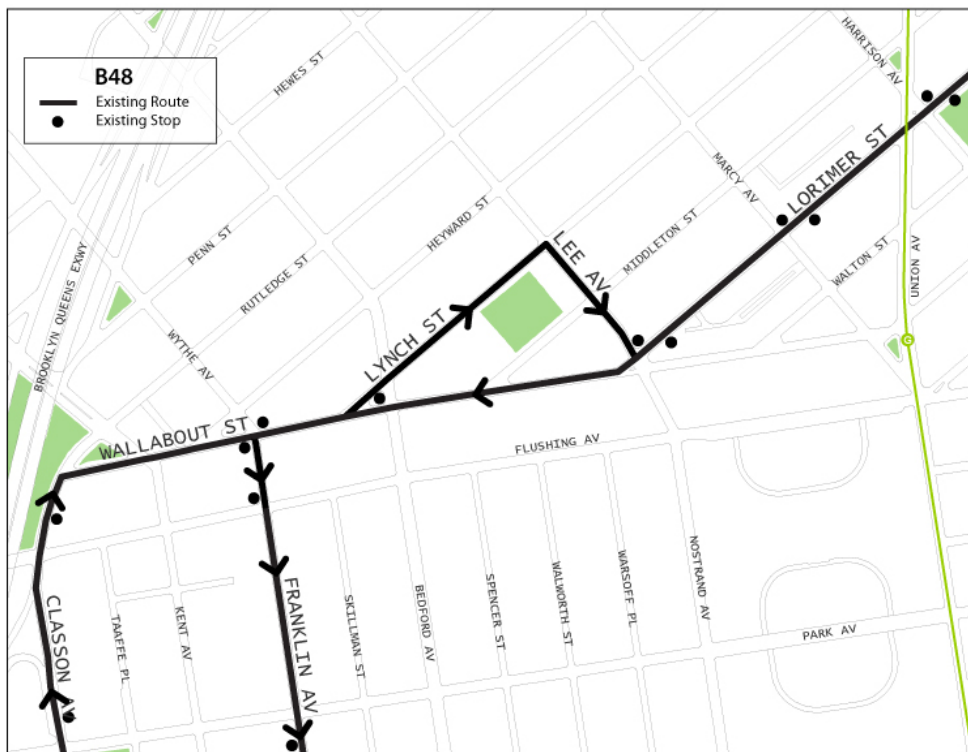 B48
Existing Route
Existing Stop
HEWES ST
HARRISON AV
LORIMER ST
MARCY AV
PENN ST
HEYWARD ST
MIDDLETON ST
LEE AV
WALTON ST
UNION AV
BROOKLYN QUEENS EXWY
RUTLEDGE ST
WYTHE AV
LYNCH ST
G
WALLABOUT ST
FLUSHING AV
CLASSON AV
TAAFFE PL
KENT AV
FRANKLIN AV
SKILLMAN ST
BEDFORD AV
SPENCER ST
WALWORTH ST
WARSOFF PL
NOSTRAND AV
PARK AV